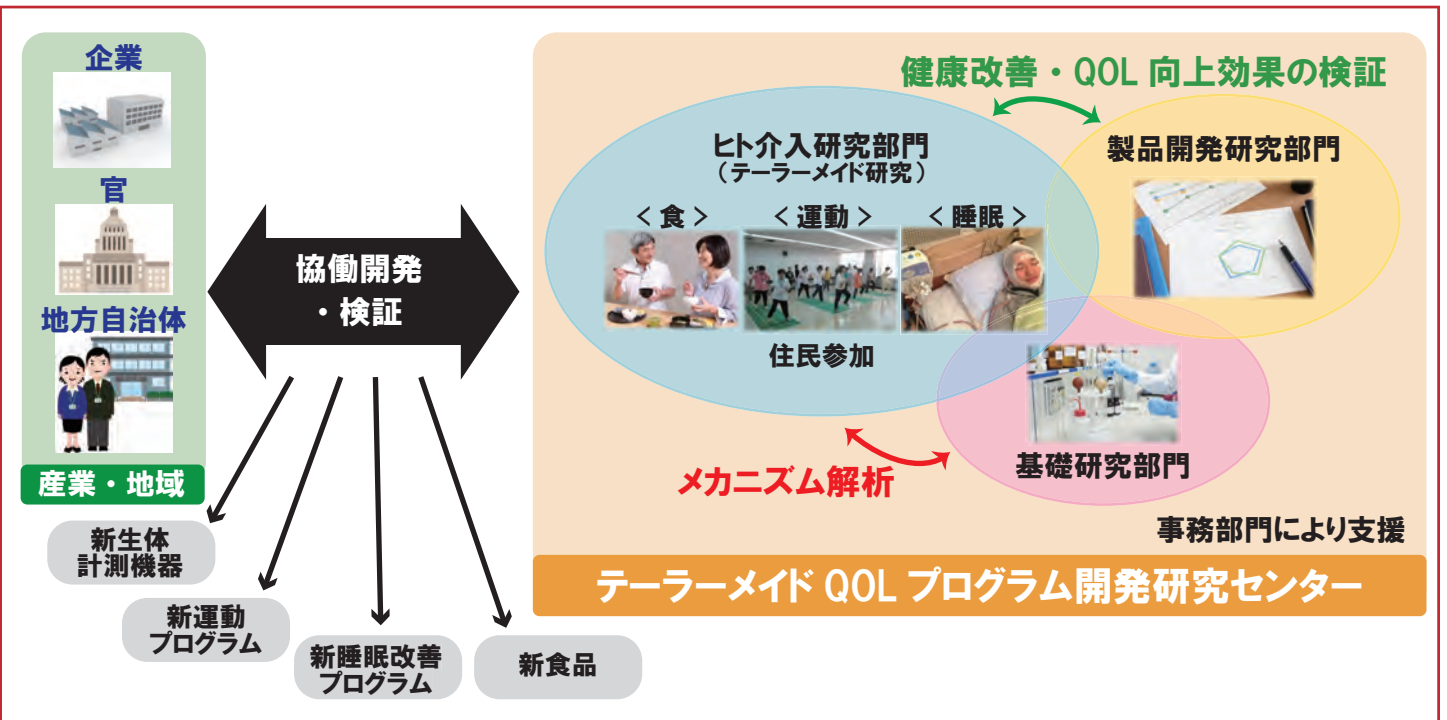 企業
官
地方自治体
産業・地域
協働開発
・検証
新生体
計測機器
新運動
プログラム
新睡眠改善
プログラム
新食品
健康改善・QOL 向上効果の検証
ヒト介入研究部門
（テーラーメイド研究）
＜食＞ ＜運動＞ ＜睡眠＞
住民参加
製品開発研究部門
基礎研究部門
メカニズム解析
事務部門により支援
テーラーメイド QOL プログラム開発研究センター